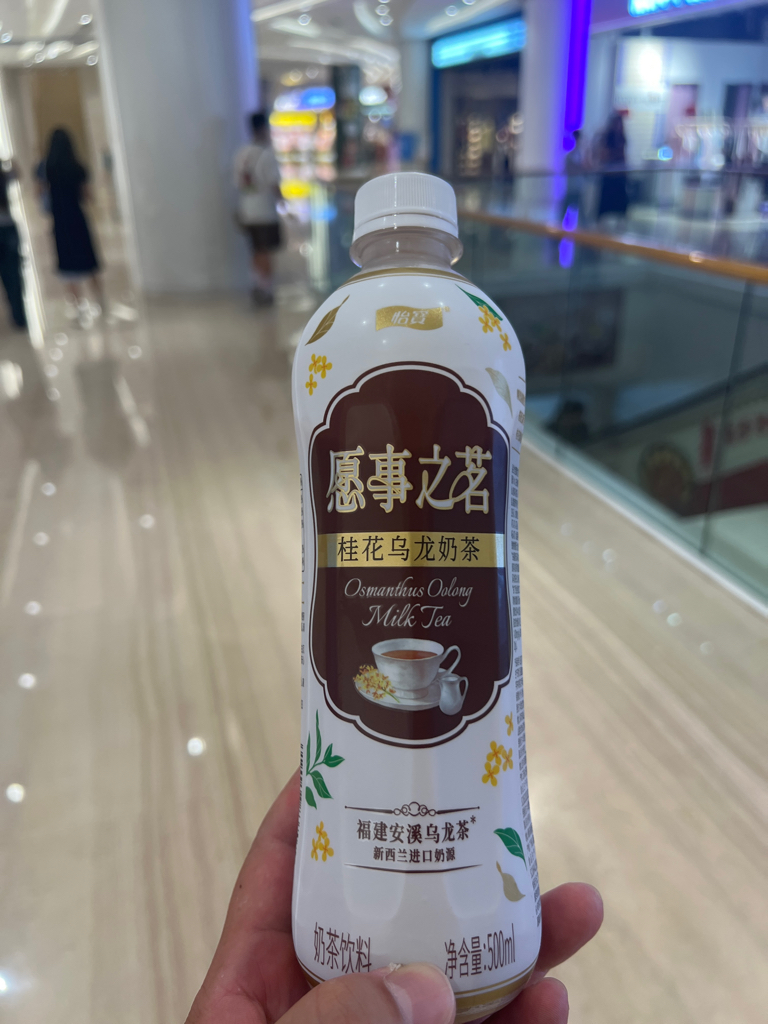 怡宝
愿事之茗
桂花乌龙奶茶
Osmanthus Oolong
Milk Tea
福建安溪乌龙茶*
新西兰进口奶源
奶茶饮料
净含量:500ml